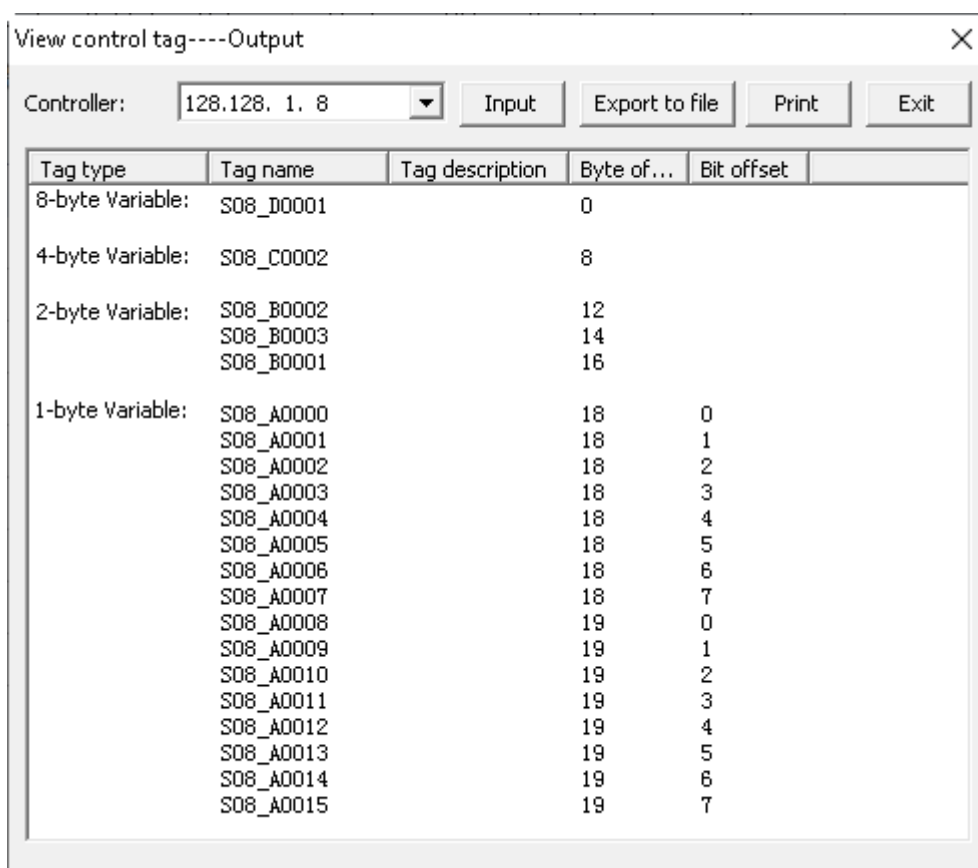 View control tag----Output
Controller: 128.128. 1. 8 Input Export to file Print Exit
Tag type Tag name Tag description Byte of... Bit offset
8-byte Variable: S08_D0001 0
4-byte Variable: S08_C0002 8
2-byte Variable: S08_B0002 12
S08_B0003 14
S08_B0001 16
1-byte Variable: S08_A0000 18 0
S08_A0001 18 1
S08_A0002 18 2
S08_A0003 18 3
S08_A0004 18 4
S08_A0005 18 5
S08_A0006 18 6
S08_A0007 18 7
S08_A0008 19 0
S08_A0009 19 1
S08_A0010 19 2
S08_A0011 19 3
S08_A0012 19 4
S08_A0013 19 5
S08_A0014 19 6
S08_A0015 19 7